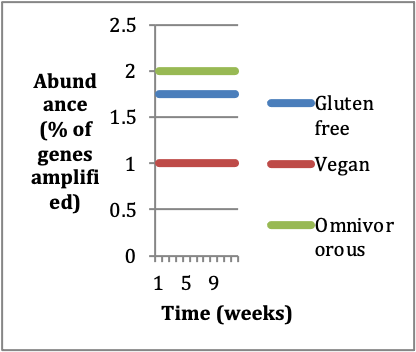 2.5
2
1.5
1
0.5
0
Abund
ance
(% of
genes
amplifi
ed)
1 5 9
Time (weeks)
Gluten
free
Vegan
Omnivor
orous